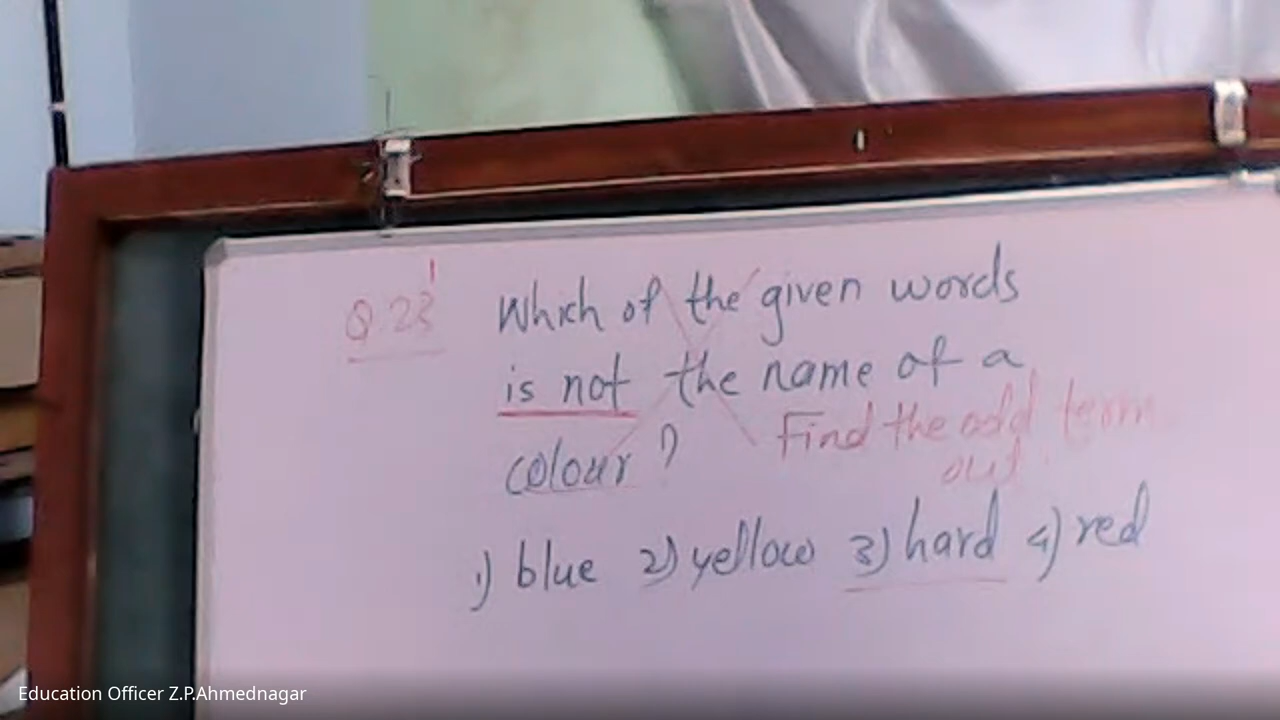 Q. 23 Which of the given words
is not the name of a
colour ? Find the odd term
out.
1) blue 2) yellow 3) hard 4) red
Education Officer Z.P.Ahmednagar